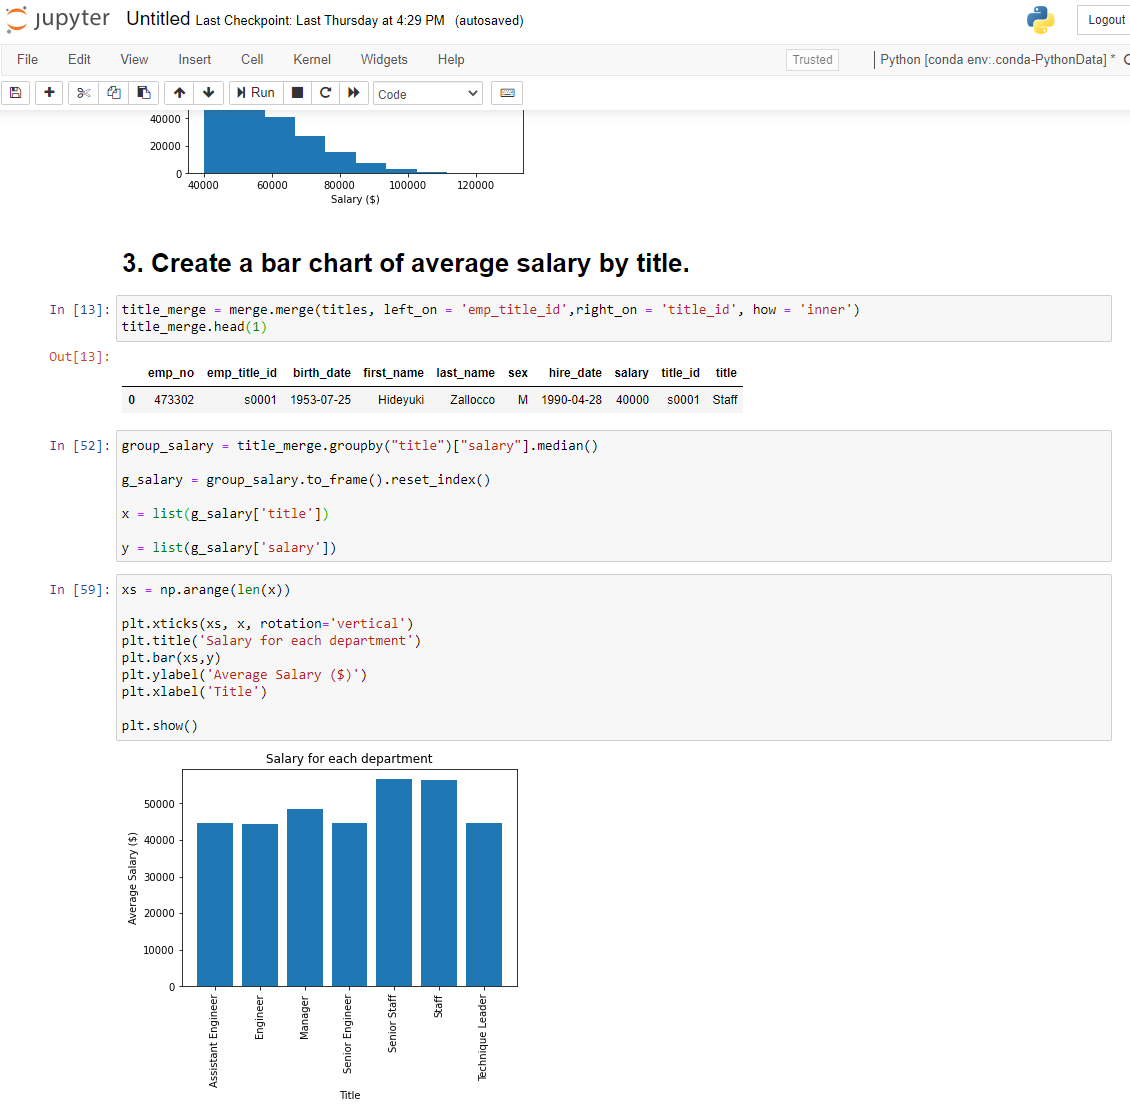 jupyter Untitled Last Checkpoint: Last Thursday at 4:29 PM (autosaved)
Logout
File Edit View Insert Cell Kernel Widgets Help Trusted Python [conda env:.conda-PythonData] *
Run Code
40000
20000
0
40000 60000 80000 100000 120000
Salary ($)
3. Create a bar chart of average salary by title.
In [13]: title_merge = merge.merge(titles, left_on = 'emp_title_id',right_on = 'title_id', how = 'inner')
title_merge.head(1)
Out[13]:
emp_no emp_title_id birth_date first_name last_name sex hire_date salary title_id title
0 473302 s0001 1953-07-25 Hideyuki Zallocco M 1990-04-28 40000 s0001 Staff
In [52]: group_salary = title_merge.groupby("title")["salary"].median()
g_salary = group_salary.to_frame().reset_index()
x = list(g_salary['title'])
y = list(g_salary['salary'])
In [59]: xs = np.arange(len(x))
plt.xticks(xs, x, rotation='vertical')
plt.title('Salary for each department')
plt.bar(xs,y)
plt.ylabel('Average Salary ($)')
plt.xlabel('Title')
plt.show()
Salary for each department
Average Salary ($)
50000
40000
30000
20000
10000
0
Assistant Engineer
Engineer
Manager
Senior Engineer
Senior Staff
Staff
Technique Leader
Title